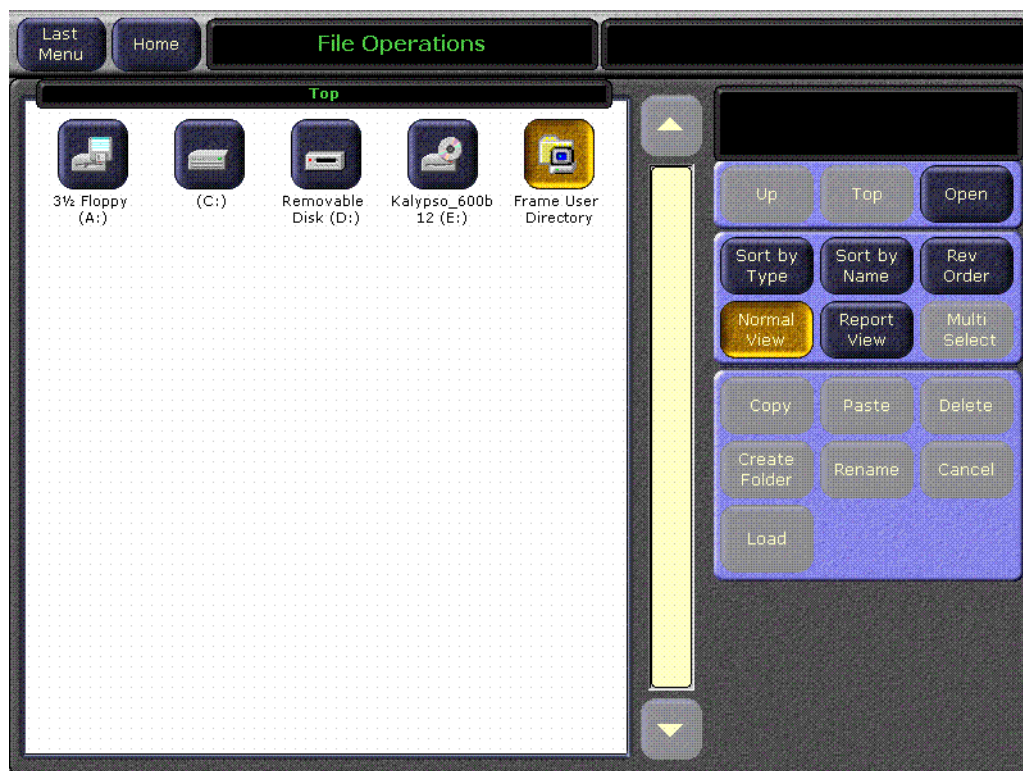 Last
Menu
Home
File Operations
Top
3½ Floppy
(A:)
(C:)
Removable
Disk (D:)
Kalypso_600b
12 (E:)
Frame User
Directory
Up
Top
Open
Sort by
Type
Sort by
Name
Rev
Order
Normal
View
Report
View
Multi
Select
Copy
Paste
Delete
Create
Folder
Rename
Cancel
Load